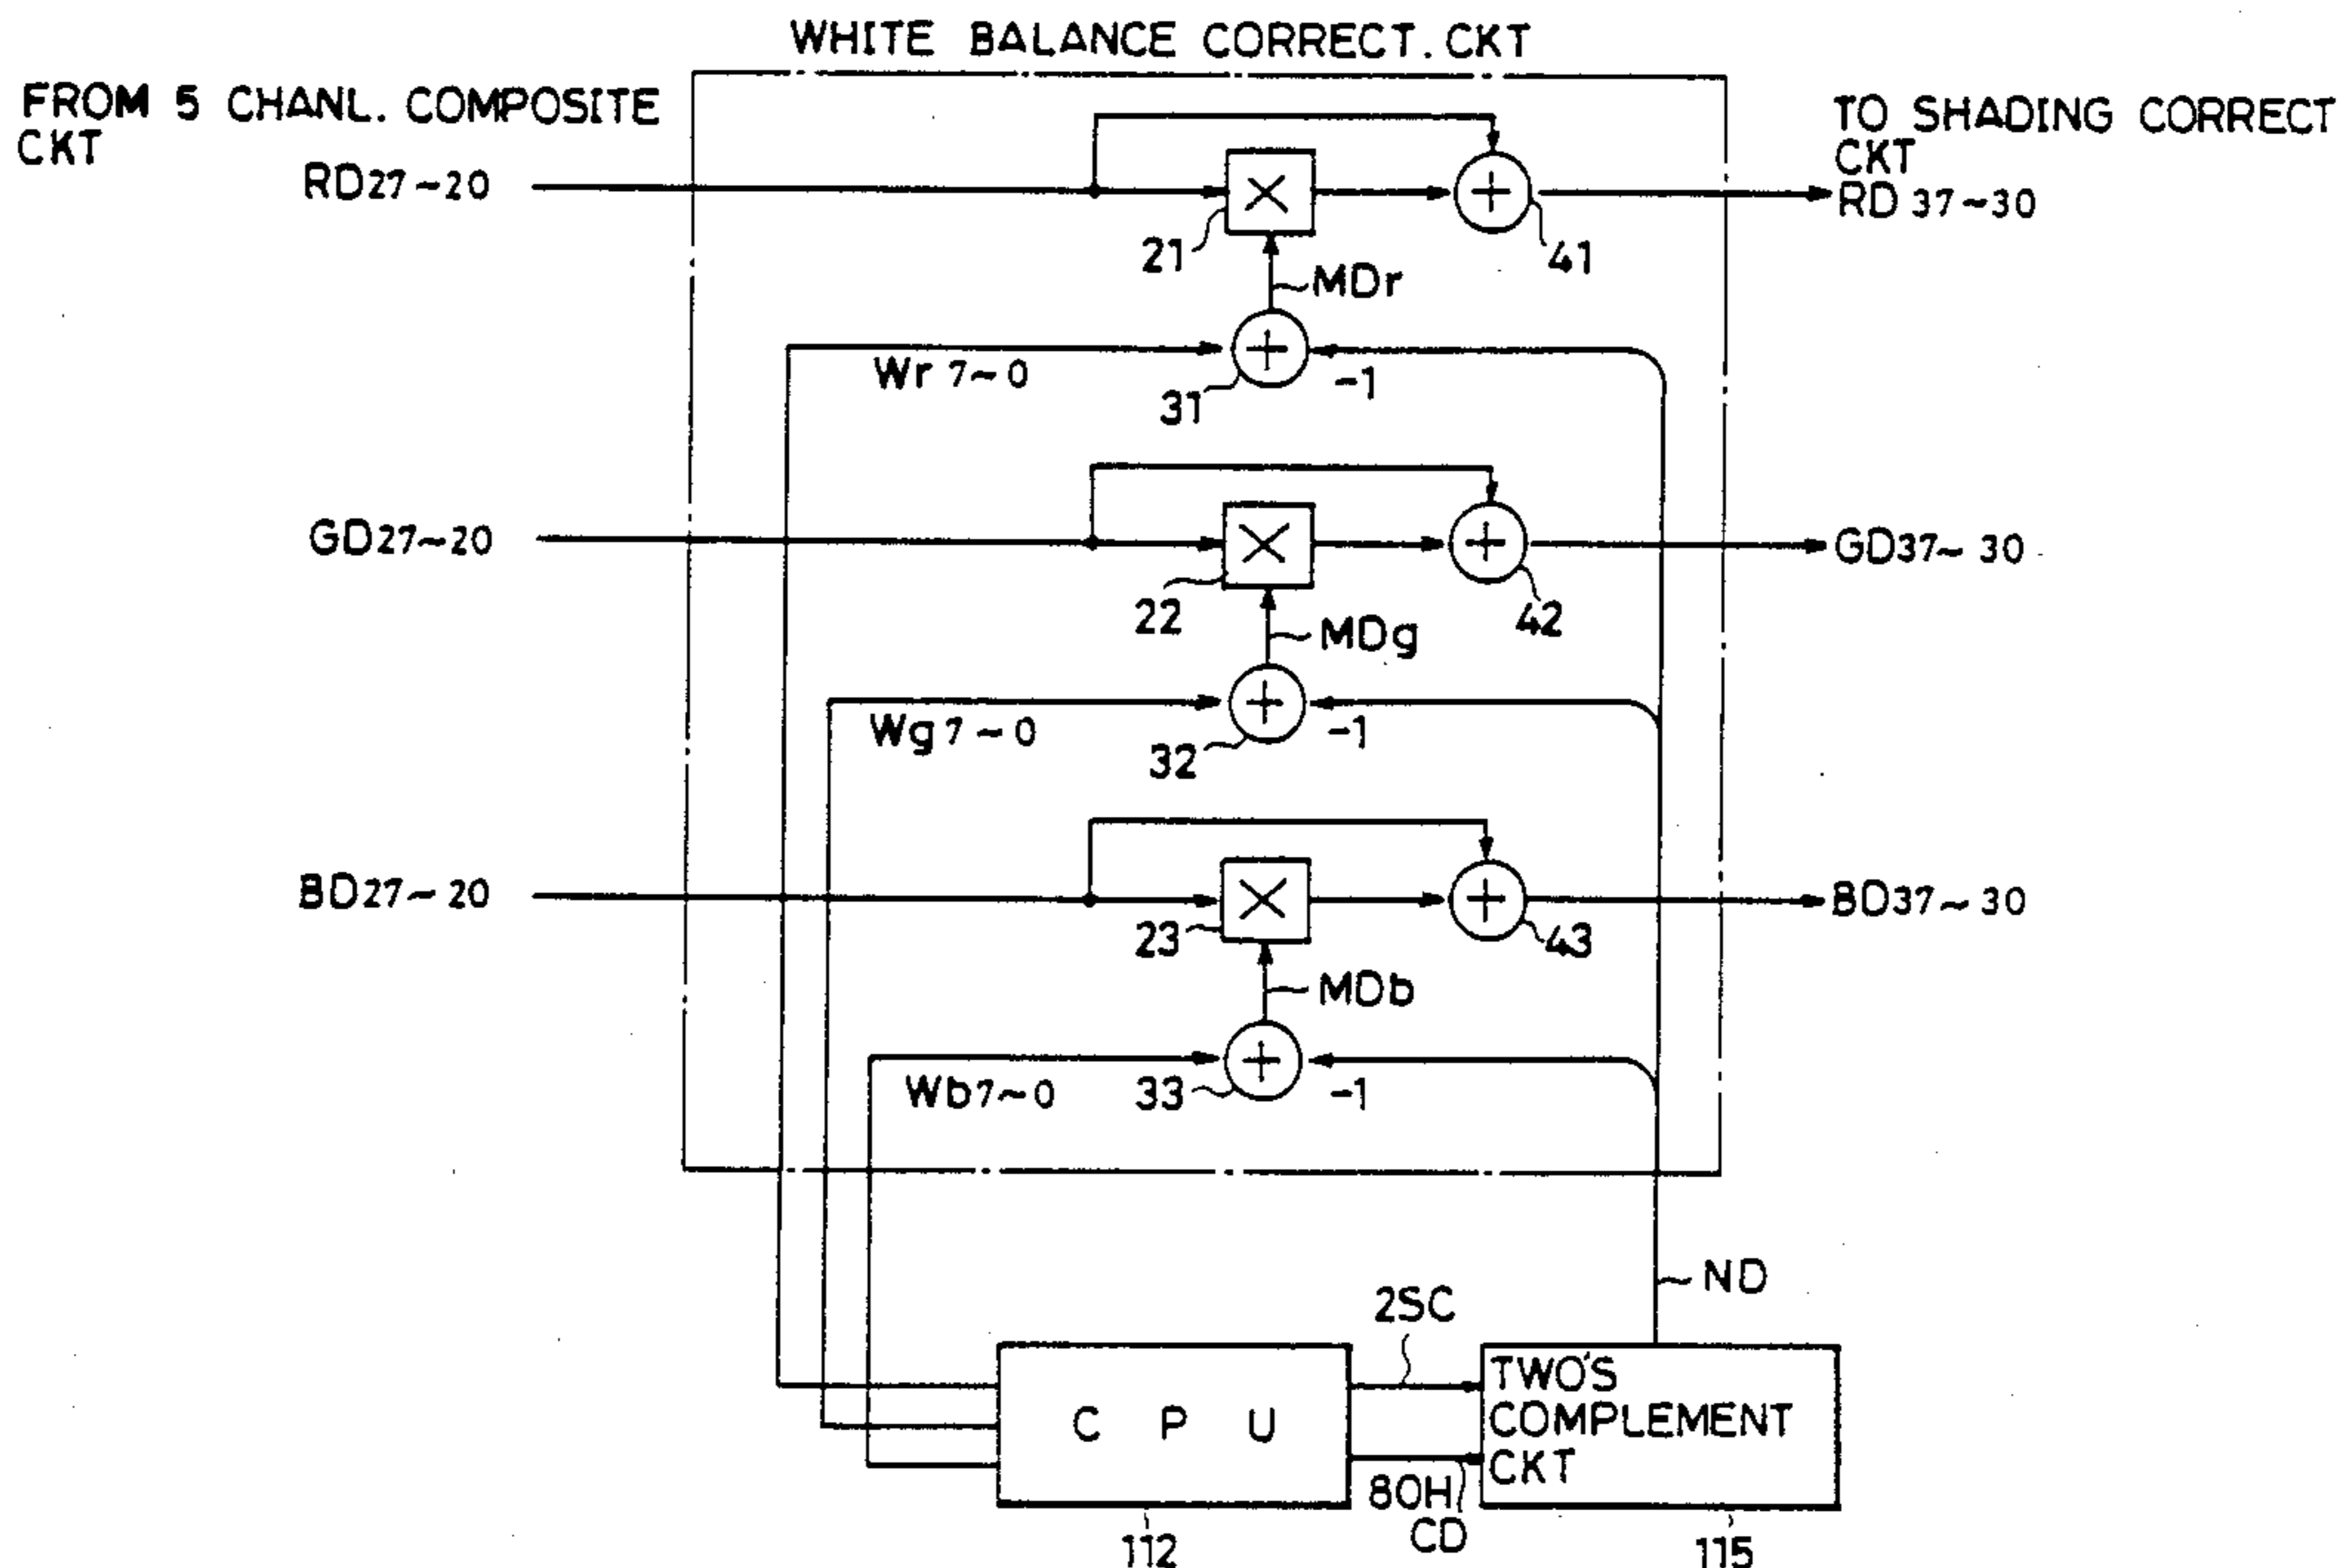 WHITE BALANCE CORRECT. CKT
FROM 5 CHANL. COMPOSITE
CKT
TO SHADING CORRECT
CKT
RD27~20
21
41
RD 37~30
MDr
Wr 7~0
31
-1
GD27~20
22
42
GD37~30
MDg
Wg 7~0
32
-1
BD27~20
23
43
BD37~30
MDb
Wb7~0
33
-1
ND
2SC
C P U
TWO'S
COMPLEMENT
CKT
80H
CD
112
115